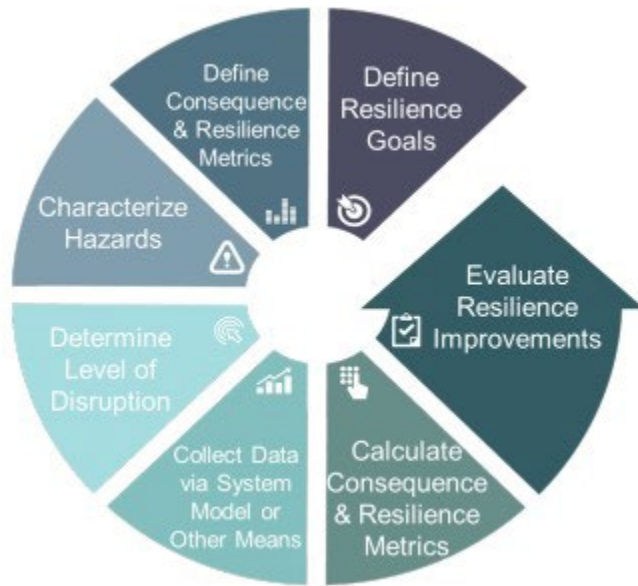 Define
Resilience
Goals
Define
Consequence
& Resilience
Metrics
Characterize
Hazards
Determine
Level of
Disruption
Collect Data
via System
Model or
Other Means
Calculate
Consequence
& Resilience
Metrics
Evaluate
Resilience
Improvements